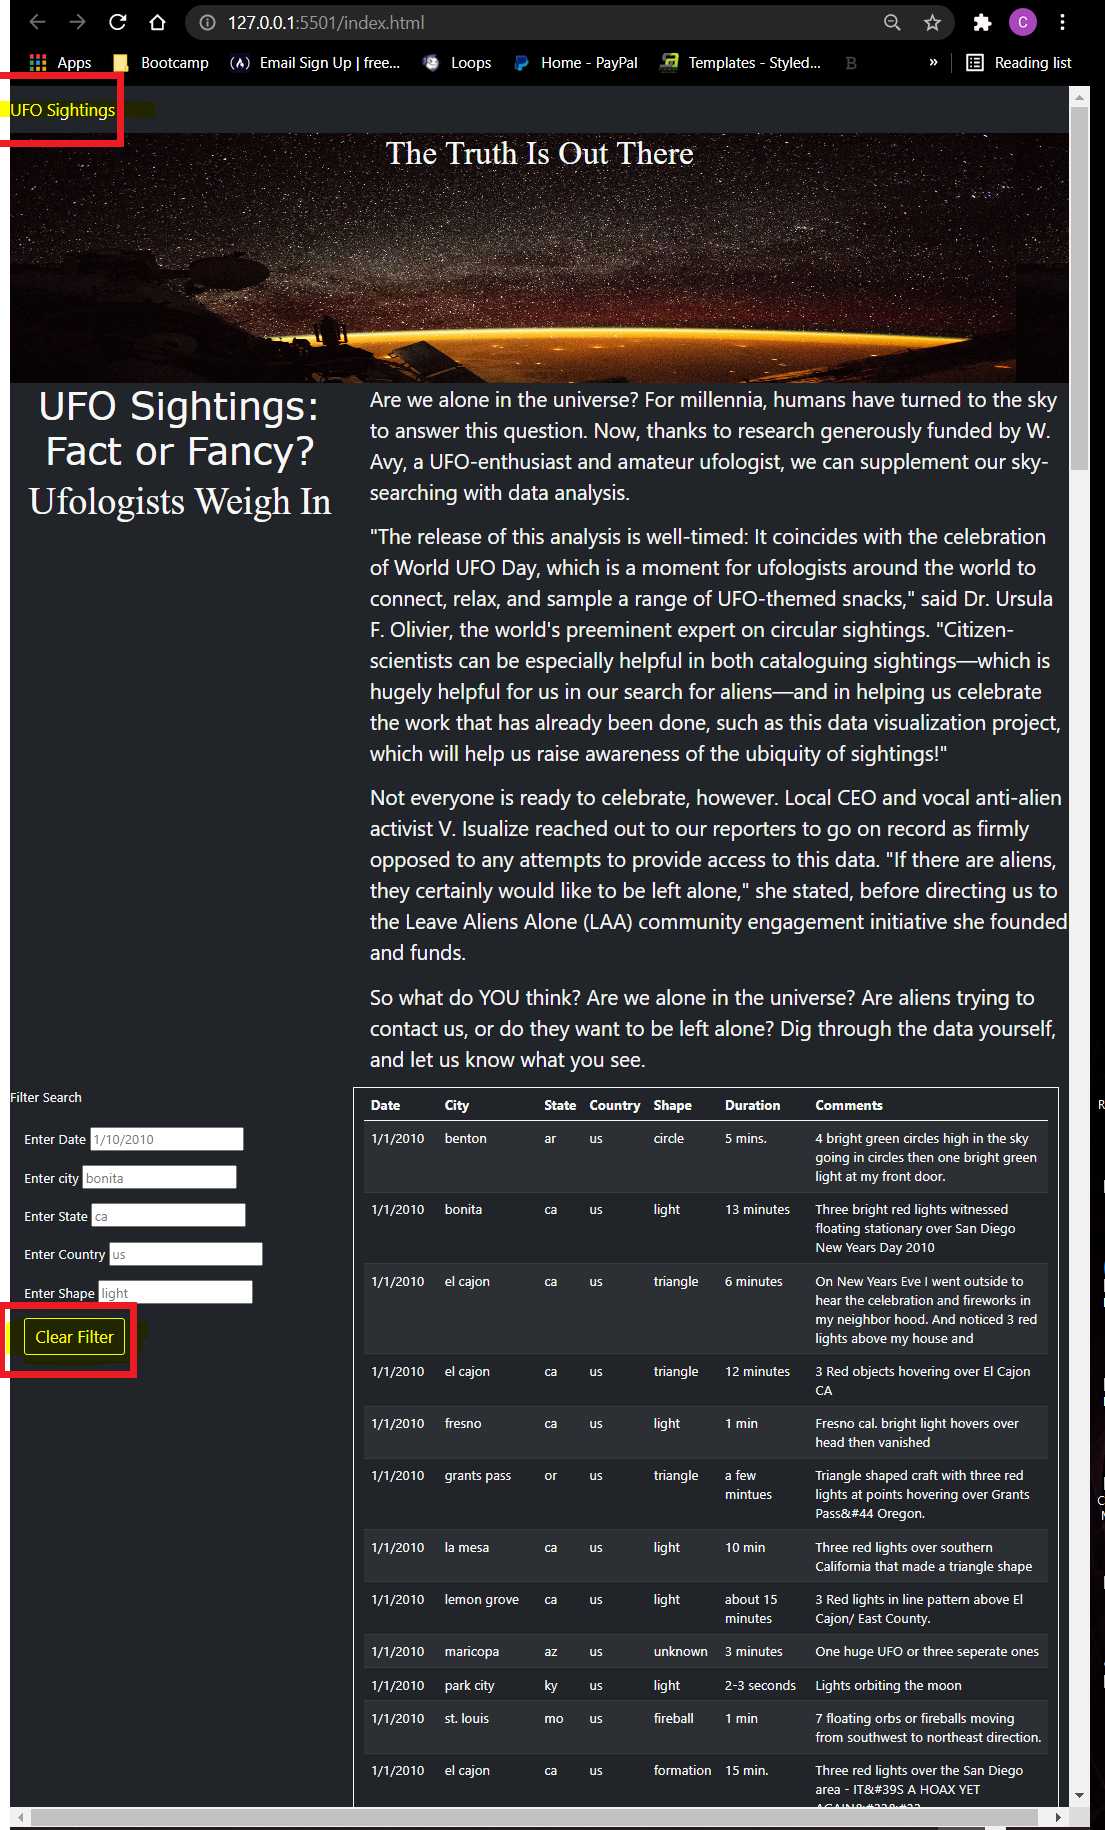 127.0.0.1:5501/index.html
C
Apps
Bootcamp
(A)
Email Sign Up | free...
Loops
Home - PayPal
Templates - Styled...
B
»
Reading list
UFO Sightings
The Truth Is Out There
UFO Sightings:
Fact or Fancy?
Ufologists Weigh In
Are we alone in the universe? For millennia, humans have turned to the sky
to answer this question. Now, thanks to research generously funded by W.
Avy, a UFO-enthusiast and amateur ufologist, we can supplement our sky-
searching with data analysis.
"The release of this analysis is well-timed: It coincides with the celebration
of World UFO Day, which is a moment for ufologists around the world to
connect, relax, and sample a range of UFO-themed snacks," said Dr. Ursula
F. Olivier, the world's preeminent expert on circular sightings. "Citizen-
scientists can be especially helpful in both cataloguing sightings—which is
hugely helpful for us in our search for aliens—and in helping us celebrate
the work that has already been done, such as this data visualization project,
which will help us raise awareness of the ubiquity of sightings!"
Not everyone is ready to celebrate, however. Local CEO and vocal anti-alien
activist V. Isualize reached out to our reporters to go on record as firmly
opposed to any attempts to provide access to this data. "If there are aliens,
they certainly would like to be left alone," she stated, before directing us to
the Leave Aliens Alone (LAA) community engagement initiative she founded
and funds.
So what do YOU think? Are we alone in the universe? Are aliens trying to
contact us, or do they want to be left alone? Dig through the data yourself,
and let us know what you see.
Filter Search
Enter Date 1/10/2010
Enter city bonita
Enter State ca
Enter Country us
Enter Shape light
Clear Filter
Date City State Country Shape Duration Comments
1/1/2010 benton ar us circle 5 mins. 4 bright green circles high in the sky
going in circles then one bright green
light at my front door.
1/1/2010 bonita ca us light 13 minutes Three bright red lights witnessed
floating stationary over San Diego
New Years Day 2010
1/1/2010 el cajon ca us triangle 6 minutes On New Years Eve I went outside to
hear the celebration and fireworks in
my neighbor hood. And noticed 3 red
lights above my house and
1/1/2010 el cajon ca us triangle 12 minutes 3 Red objects hovering over El Cajon
CA
1/1/2010 fresno ca us light 1 min Fresno cal. bright light hovers over
head then vanished
1/1/2010 grants pass or us triangle a few Triangle shaped craft with three red
mintues lights at points hovering over Grants
Pass&#44 Oregon.
1/1/2010 la mesa ca us light 10 min Three red lights over southern
California that made a triangle shape
1/1/2010 lemon grove ca us light about 15 3 Red lights in line pattern above El
minutes Cajon/ East County.
1/1/2010 maricopa az us unknown 3 minutes One huge UFO or three seperate ones
1/1/2010 park city ky us light 2-3 seconds Lights orbiting the moon
1/1/2010 st. louis mo us fireball 1 min 7 floating orbs or fireballs moving
from southwest to northeast direction.
1/1/2010 el cajon ca us formation 15 min. Three red lights over the San Diego
area - IT&#39S A HOAX YET